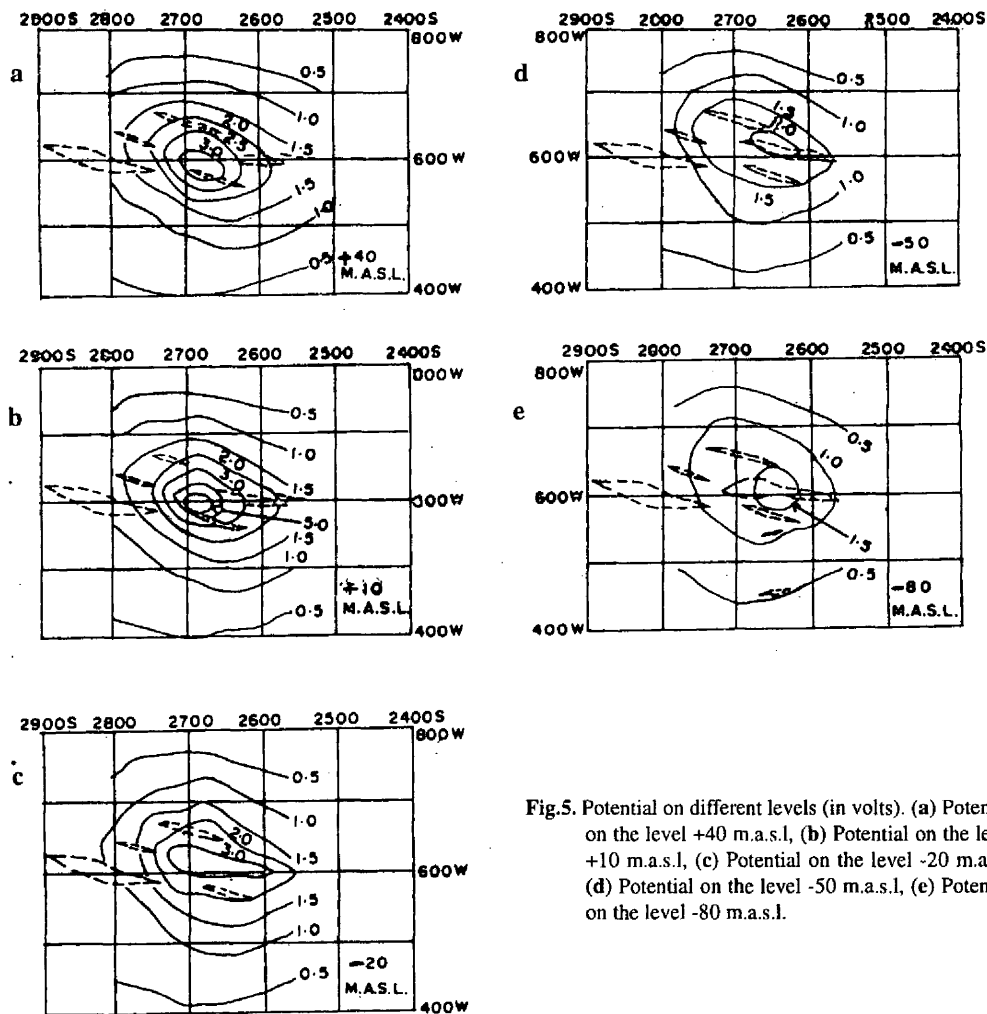 2900S 2800 2700 2600 2500 2400S
800W
a
0.5
1.0
2.0
2.5
3.0
1.5
600W
1.5
1.0
0.5
+40
M.A.S.L.
400W
2900S 2800 2700 2600 2500 2400S
b
0.5
1.0
2.0
3.0
1.5
5.0
1.5
1.0
+10
M.A.S.L.
0.5
400W
2900S 2800 2700 2600 2500 2400S
800W
c
0.5
1.0
2.0
3.0
1.5
600W
1.5
1.0
0.5
-20
M.A.S.L.
400W
2900S 2000 2700 2600 2400S
800W
d
0.5
1.0
600W
1.5
1.0
0.5
-50
M.A.S.L.
400W
2900S 2800 2700 2600 2500 2400S
800W
e
1.0
600W
0.5
-80
M.A.S.L.
400W
Fig.5. Potential on different levels (in volts). (a)
on the level +40 m.a.s.l, (b) Potential on the
+10 m.a.s.l, (c) Potential on the level -20
(d) Potential on the level -50 m.a.s.l, (e)
on the level -80 m.a.s.l.